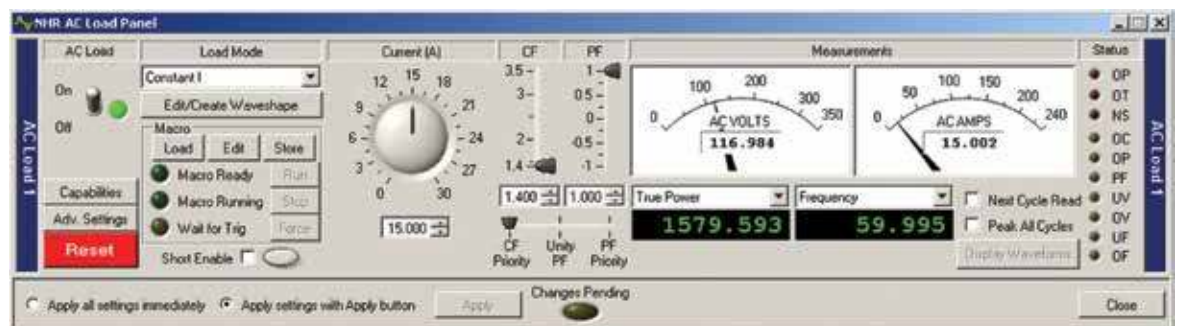 NHR AC Load Panel
AC Load 1
AC Load
On
Off
Capabilities
Adv. Settings
Reset
Load Mode
Constant I
Edit/Create Waveshape
Macro
Load Edit Store
Macro Ready Run
Macro Running Stop
Wait for Trig Force
Short Enable
Current (A)
0 3 6 9 12 15 18 21 24 27 30
15.000
CF
3.5
3
2
1.4
1.400
PF
1
0.5
0
-0.5
-1
1.000
CF Priority
Unity PF
PF Priority
Measurements
0 100 200 300 350
AC VOLTS
116.984
0 50 100 150 200 240
AC AMPS
15.002
True Power
1579.593
Frequency
59.995
Next Cycle Read
Peak All Cycles
Display Waveforms
Status
OP
OT
NS
OC
OP
PF
UV
OV
UF
OF
AC Load 1
Apply all settings immediately
Apply settings with Apply button
Apply
Changes Pending
Close